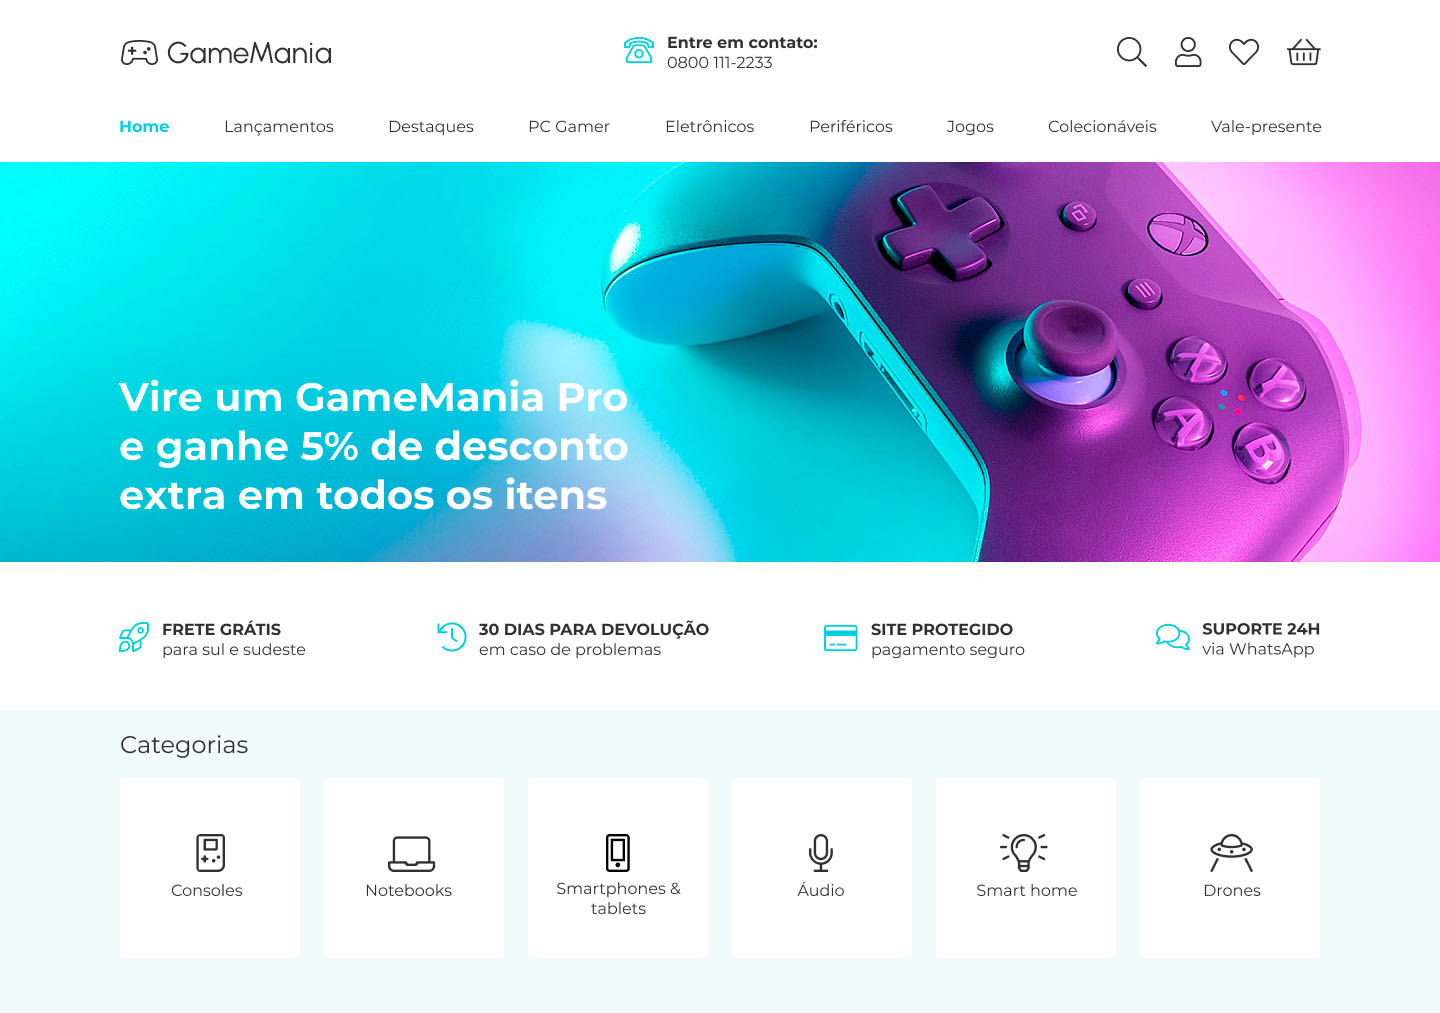 GameMania
Entre em contato:
0800 111-2233
Home
Lançamentos
Destaques
PC Gamer
Eletrônicos
Periféricos
Jogos
Colecionáveis
Vale-presente
X
Y
A
B
Vire um GameMania Pro
e ganhe 5% de desconto
extra em todos os itens
FRETE GRÁTIS
para sul e sudeste
30 DIAS PARA DEVOLUÇÃO
em caso de problemas
SITE PROTEGIDO
pagamento seguro
SUPORTE 24H
via WhatsApp
Categorias
Consoles
Notebooks
Smartphones &
tablets
Áudio
Smart home
Drones